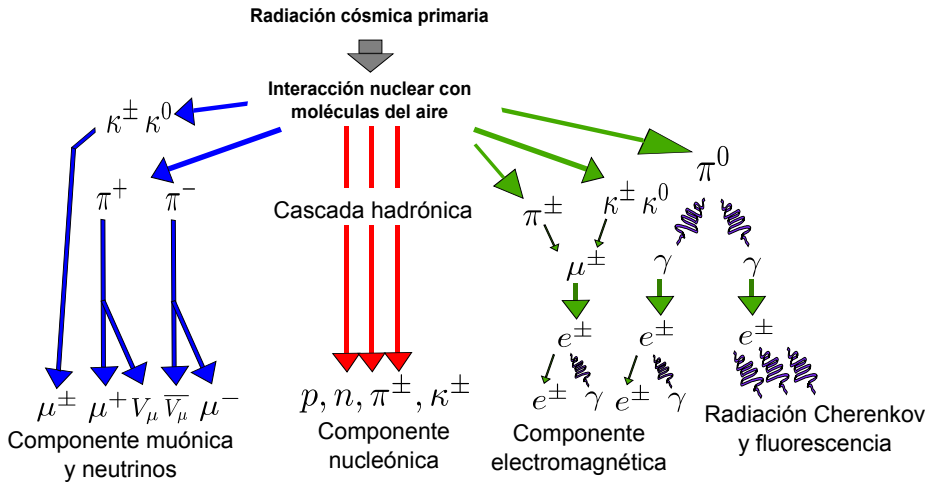 Radiación cósmica primaria
Interacción nuclear con
moléculas del aire
κ± κ0
π+ π−
Cascada hadrónica
π± κ± κ0 π0
μ± γ γ
e± e± e±
e± γ e± γ
μ± μ+ Vμ V̅μ μ−
p, n, π±, κ±
Componente muónica
y neutrinos
Componente
nucleónica
Componente
electromagnética
Radiación Cherenkov
y fluorescencia